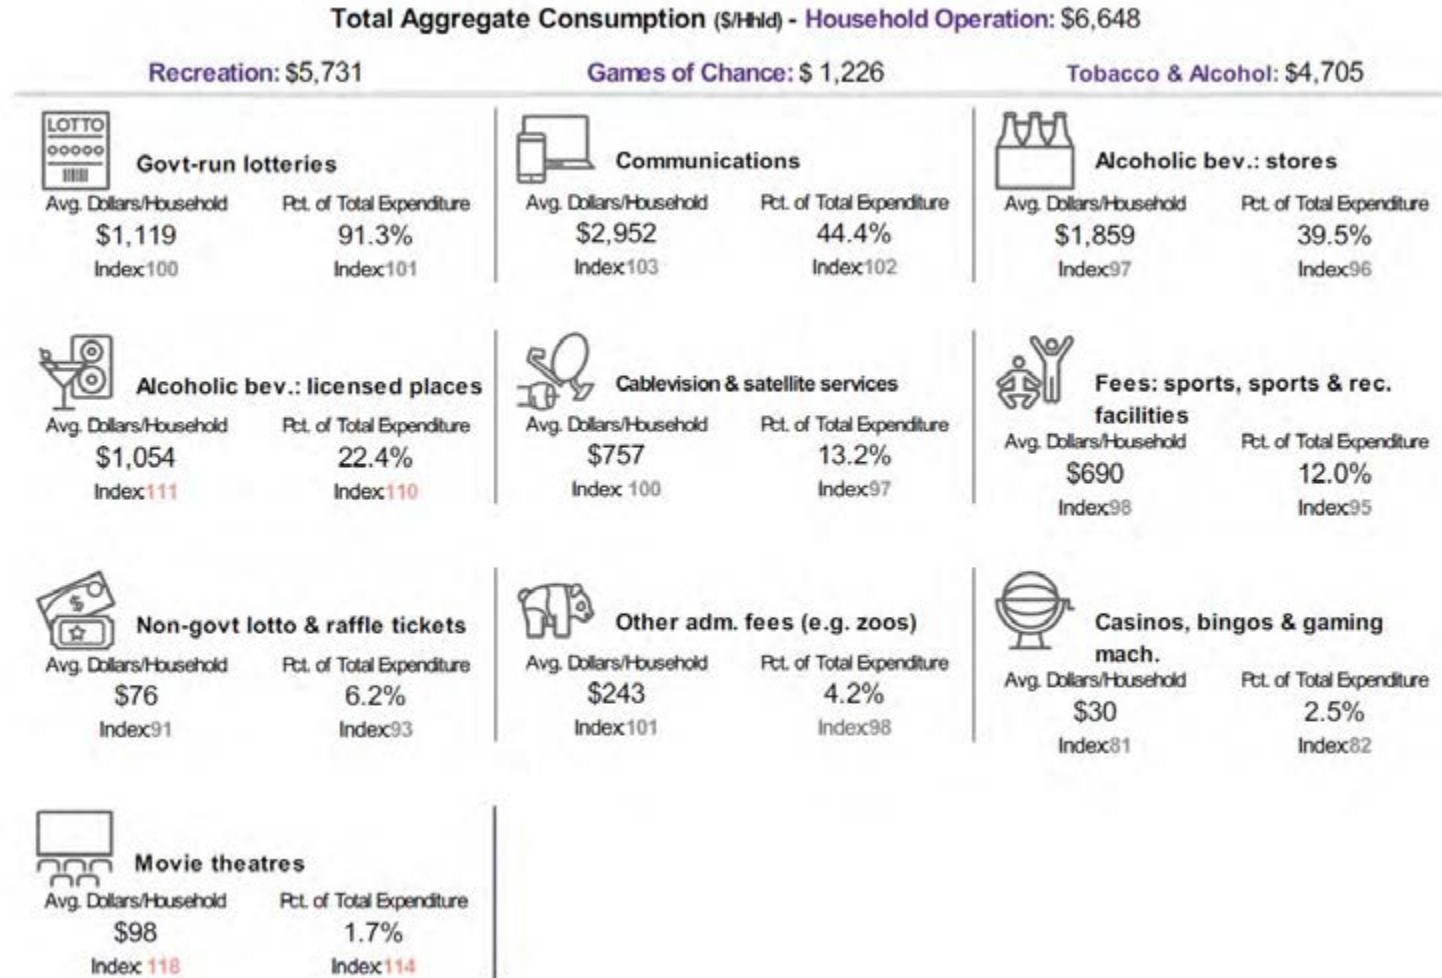 Total Aggregate Consumption ($/Hhld) - Household Operation: $6,648
Recreation: $5,731
Games of Chance: $ 1,226
Tobacco & Alcohol: $4,705
LOTTO
Govt-run lotteries
Avg. Dollars/Household Pct. of Total Expenditure
$1,119 91.3%
Index:100 Index:101
Communications
Avg. Dollars/Household Pct. of Total Expenditure
$2,952 44.4%
Index:103 Index:102
Alcoholic bev.: stores
Avg. Dollars/Household Pct. of Total Expenditure
$1,859 39.5%
Index:97 Index:96
Alcoholic bev.: licensed places
Avg. Dollars/Household Pct. of Total Expenditure
$1,054 22.4%
Index:111 Index:110
Cablevision & satellite services
Avg. Dollars/Household Pct. of Total Expenditure
$757 13.2%
Index: 100 Index:97
Fees: sports, sports & rec.
facilities
Avg. Dollars/Household Pct. of Total Expenditure
$690 12.0%
Index:98 Index:95
$
Non-govt lotto & raffle tickets
Avg. Dollars/Household Pct. of Total Expenditure
$76 6.2%
Index:91 Index:93
Other adm. fees (e.g. zoos)
Avg. Dollars/Household Pct. of Total Expenditure
$243 4.2%
Index:101 Index:98
Casinos, bingos & gaming
mach.
Avg. Dollars/Household Pct. of Total Expenditure
$30 2.5%
Index:81 Index:82
Movie theatres
Avg. Dollars/Household Pct. of Total Expenditure
$98 1.7%
Index: 118 Index:114